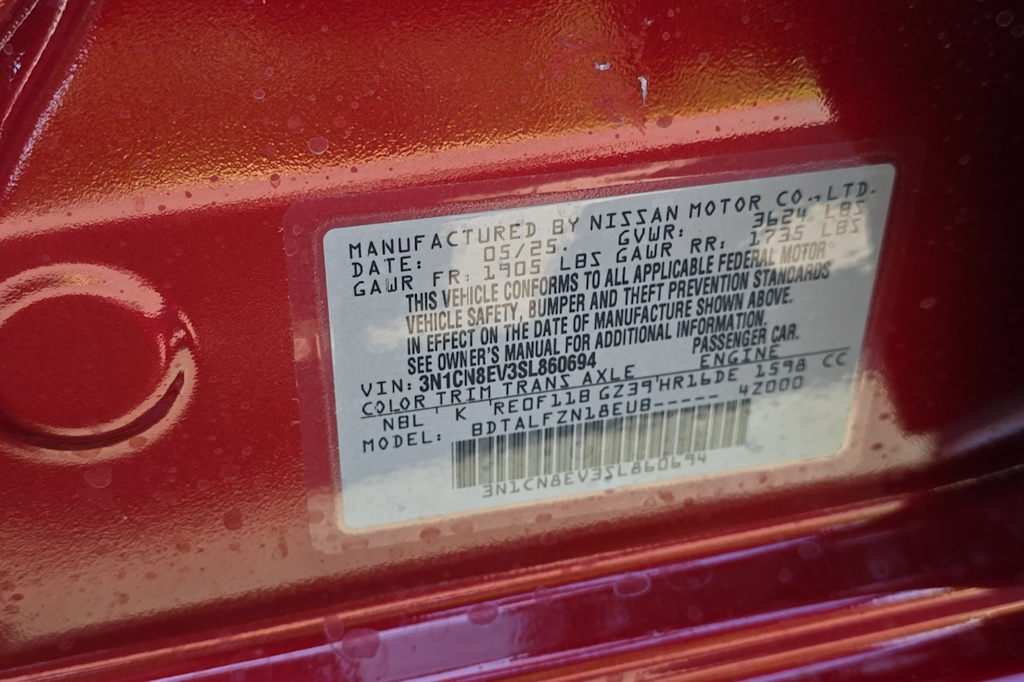 MANUFACTURED BY NISSAN MOTOR CO.,LTD.
DATE: 05/25. GVWR: 3624 LBS
GAWR FR: 1905 LBS GAWR RR: 1735 LBS
THIS VEHICLE CONFORMS TO ALL APPLICABLE FEDERAL MOTOR
VEHICLE SAFETY, BUMPER AND THEFT PREVENTION STANDARDS
IN EFFECT ON THE DATE OF MANUFACTURE SHOWN ABOVE.
SEE OWNER'S MANUAL FOR ADDITIONAL INFORMATION.
VIN: 3N1CN8EV3SL860694 PASSENGER CAR.
COLOR TRIM TRANS AXLE ENGINE
NBL K RE0F11B GZ39 HR16DE 1598 CC
MODEL: BDTALFZN18EUB----- 4Z000
3N1CN8EV3SL860694